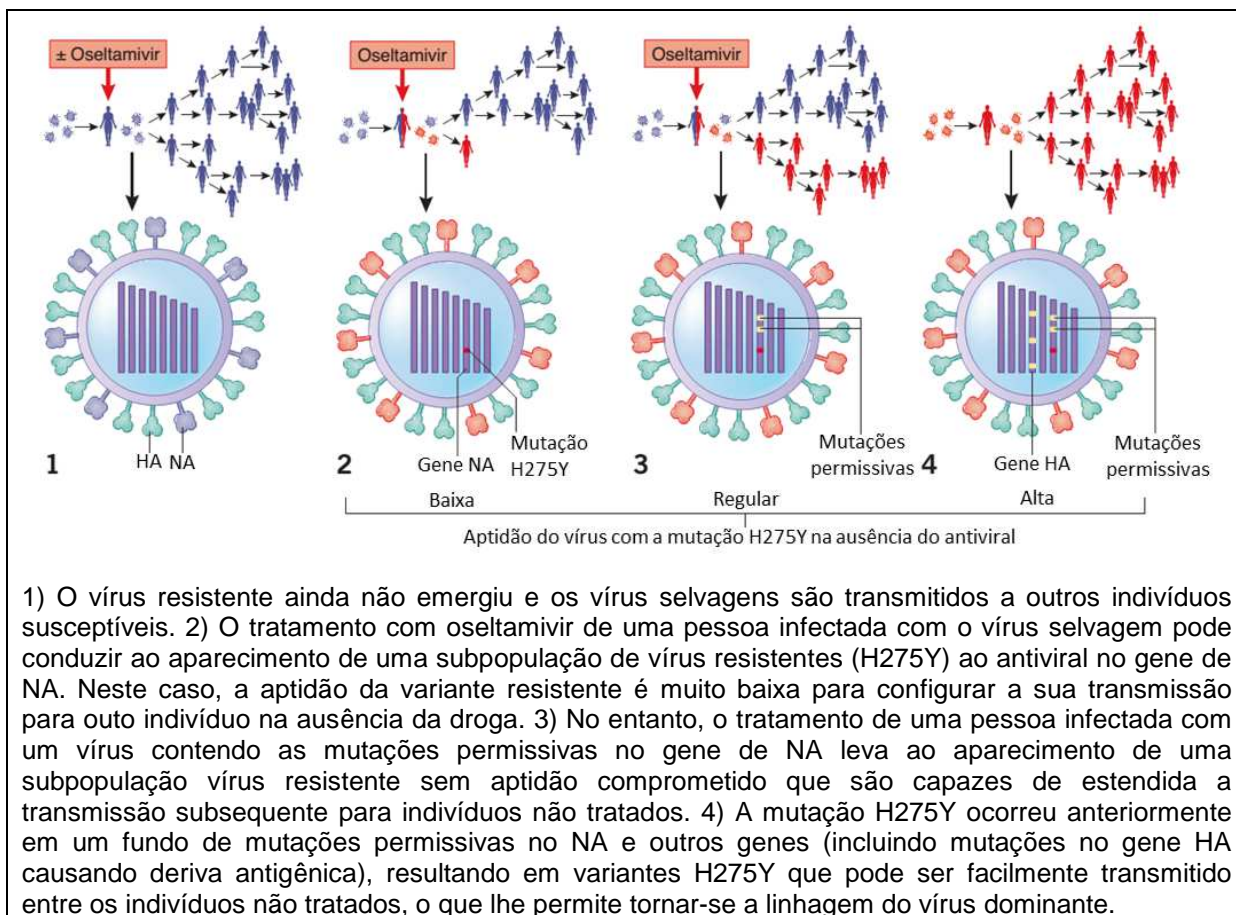 ± Oseltamivir
Oseltamivir
Oseltamivir
1
HA NA
2
Gene NA
Mutação
H275Y
3
Mutações
permissivas
4
Gene HA
Mutações
permissivas
Baixa
Regular
Alta
Aptidão do vírus com a mutação H275Y na ausência do antiviral
1) O vírus resistente ainda não emergiu e os vírus selvagens são transmitidos a outros indivíduos
susceptíveis. 2) O tratamento com oseltamivir de uma pessoa infectada com o vírus selvagem pode
conduzir ao aparecimento de uma subpopulação de vírus resistentes (H275Y) ao antiviral no gene de
NA. Neste caso, a aptidão da variante resistente é muito baixa para configurar a sua transmissão
para outo indivíduo na ausência da droga. 3) No entanto, o tratamento de uma pessoa infectada com
um vírus contendo as mutações permissivas no gene de NA leva ao aparecimento de uma
subpopulação vírus resistente sem aptidão comprometido que são capazes de estendida a
transmissão subsequente para indivíduos não tratados. 4) A mutação H275Y ocorreu anteriormente
em um fundo de mutações permissivas no NA e outros genes (incluindo mutações no gene HA
causando deriva antigênica), resultando em variantes H275Y que pode ser facilmente transmitido
entre os indivíduos não tratados, o que lhe permite tornar-se a linhagem do vírus dominante.